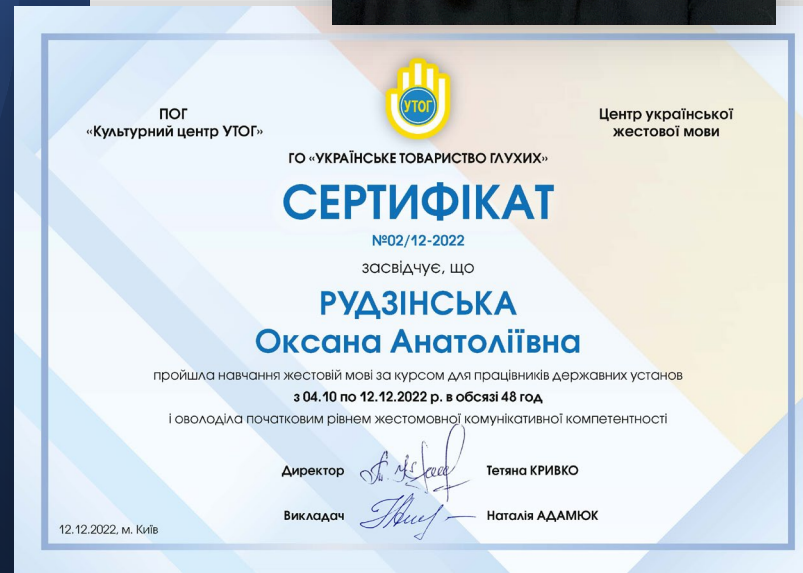 ПОГ
«Культурний центр УТОГ»
УТОГ
Центр української
жестової мови
ГО «УКРАЇНСЬКЕ ТОВАРИСТВО ГЛУХИХ»
СЕРТИФІКАТ
№02/12-2022
засвідчує, що
РУДЗІНСЬКА
Оксана Анатоліївна
пройшла навчання жестовій мові за курсом для працівників державних установ
з 04.10 по 12.12.2022 р. в обсязі 48 год
і оволоділа початковим рівнем жестомовної комунікативної компетентності
Директор Тетяна КРИВКО
Викладач Наталія АДАМЮК
12.12.2022, м. Київ